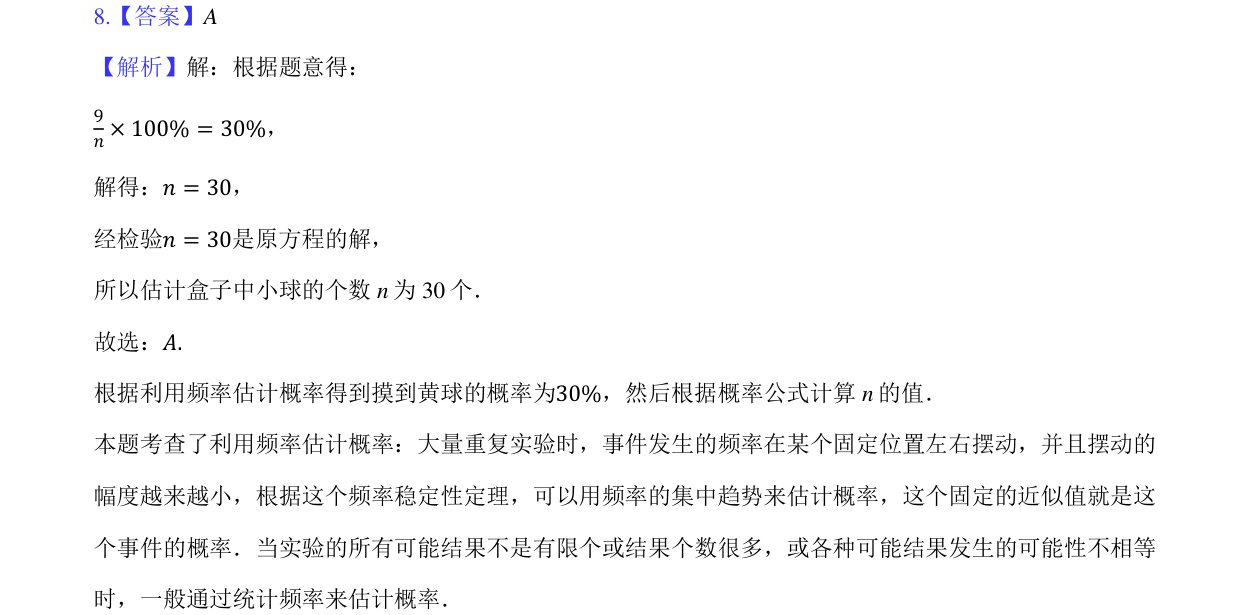 8.【答案】A
【解析】解：根据题意得：
9/n × 100% = 30%，
解得：n = 30，
经检验n = 30是原方程的解，
所以估计盒子中小球的个数 n 为 30 个．
故选：A.
根据利用频率估计概率得到摸到黄球的概率为30%，然后根据概率公式计算 n 的值．
本题考查了利用频率估计概率：大量重复实验时，事件发生的频率在某个固定位置左右摆动，并且摆动的
幅度越来越小，根据这个频率稳定性定理，可以用频率的集中趋势来估计概率，这个固定的近似值就是这
个事件的概率．当实验的所有可能结果不是有限个或结果个数很多，或各种可能结果发生的可能性不相等
时，一般通过统计频率来估计概率．